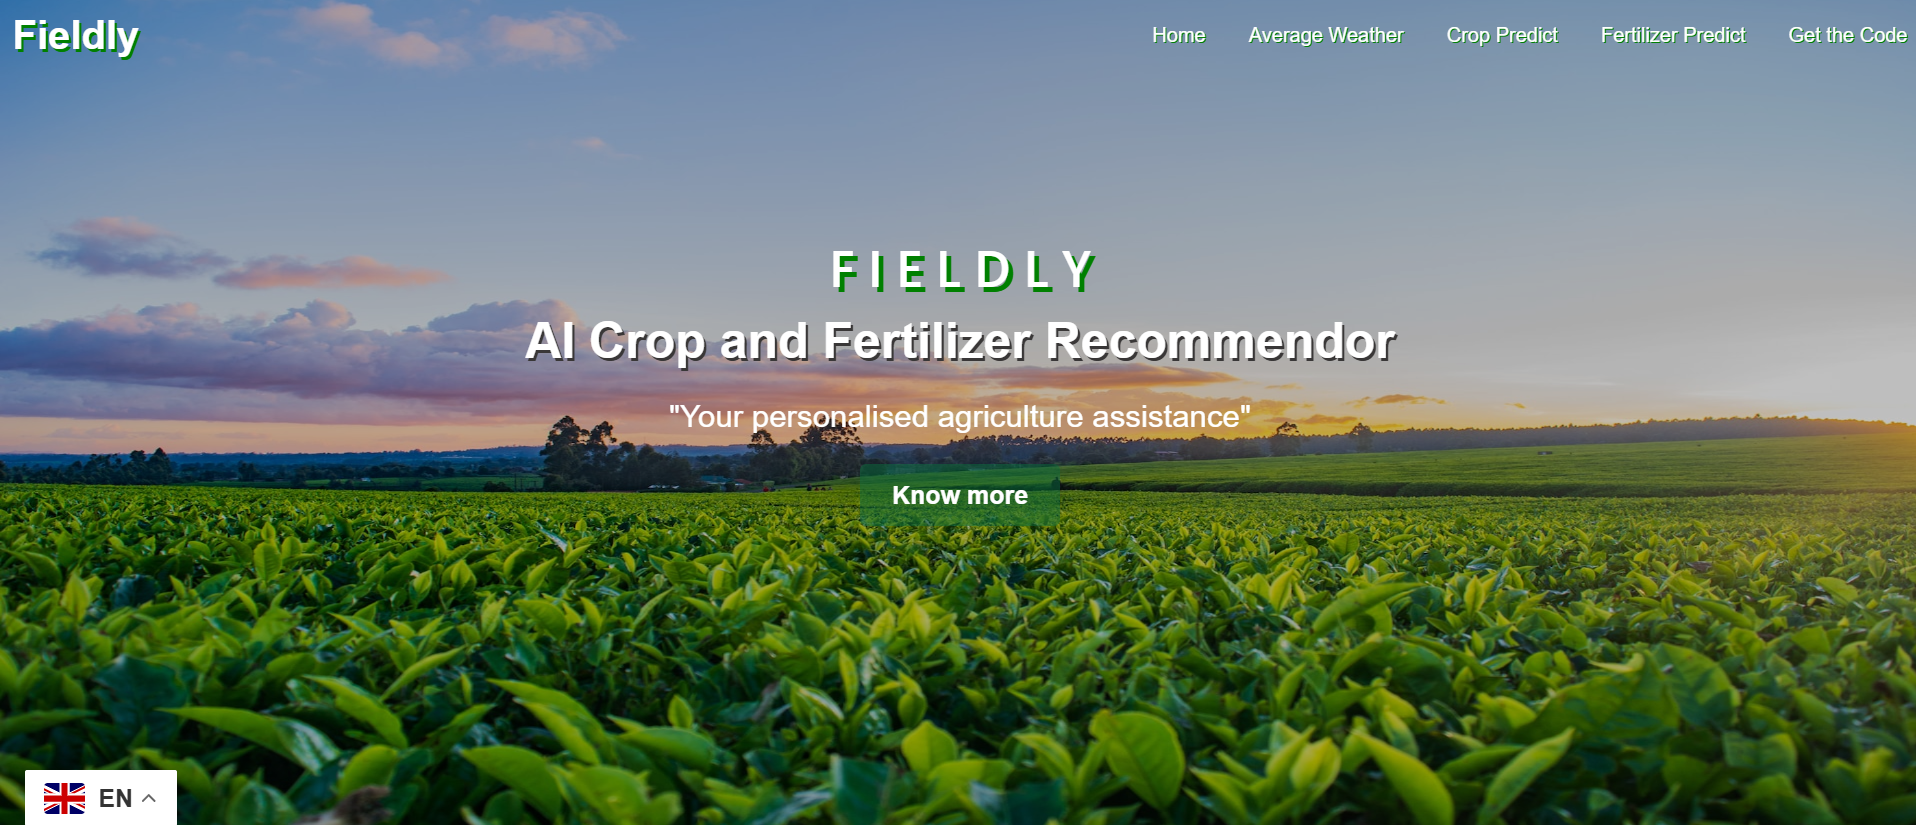 Fieldly
Home Average Weather Crop Predict Fertilizer Predict Get the Code
FIELDLY
AI Crop and Fertilizer Recommendor
"Your personalised agriculture assistance"
Know more
EN